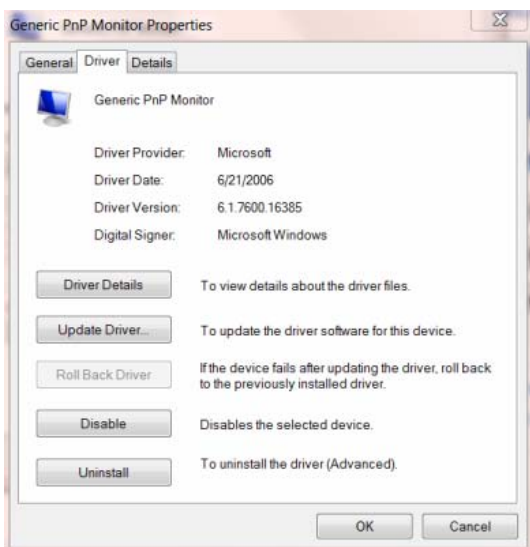 Generic PnP Monitor Properties
General Driver Details
Generic PnP Monitor
Driver Provider: Microsoft
Driver Date: 6/21/2006
Driver Version: 6.1.7600.16385
Digital Signer: Microsoft Windows
Driver Details To view details about the driver files.
Update Driver... To update the driver software for this device.
Roll Back Driver If the device fails after updating the driver, roll back
to the previously installed driver.
Disable Disables the selected device.
Uninstall To uninstall the driver (Advanced).
OK Cancel